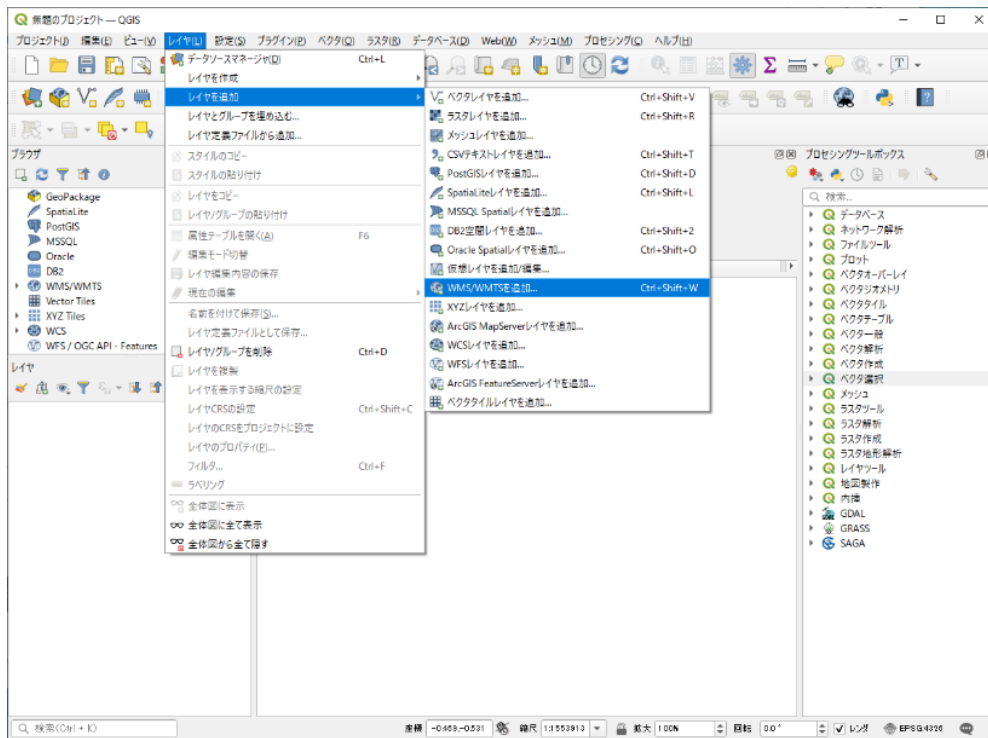 無題のプロジェクト — QGIS
プロジェクト(J) 編集(E) ビュー(V) レイヤ(L) 設定(S) プラグイン(P) ベクタ(O) ラスタ(R) データベース(D) Web(W) メッシュ(M) プロセシング(C) ヘルプ(H)
データソースマネージャ(D) Ctrl+L
レイヤを作成
レイヤを追加
レイヤとグループを埋め込む...
レイヤ定義ファイルから追加...
スタイルのコピー
スタイルの貼り付け
レイヤをコピー
レイヤ/グループの貼り付け
属性テーブルを開く(A) F6
編集モード切替
レイヤ編集内容の保存
現在の編集
名前を付けて保存(S)...
レイヤ定義ファイルとして保存...
レイヤ/グループを削除 Ctrl+D
レイヤを複製
レイヤを表示する縮尺の設定
レイヤCRSの設定 Ctrl+Shift+C
レイヤのCRSをプロジェクトに設定
レイヤのプロパティ(P)...
フィルタ... Ctrl+F
ラベリング
全体図に表示
全体図に全て表示
全体図から全て隠す
ベクタレイヤを追加... Ctrl+Shift+V
ラスタレイヤを追加... Ctrl+Shift+R
メッシュレイヤを追加...
CSVテキストレイヤを追加... Ctrl+Shift+T
PostGISレイヤを追加... Ctrl+Shift+D
SpatiaLiteレイヤを追加... Ctrl+Shift+L
MSSQL Spatialレイヤを追加...
DB2空間レイヤを追加... Ctrl+Shift+2
Oracle Spatialレイヤを追加... Ctrl+Shift+O
仮想レイヤを追加/編集...
WMS/WMTSを追加... Ctrl+Shift+W
XYZレイヤを追加...
ArcGIS MapServerレイヤを追加...
WCSレイヤを追加...
WFSレイヤを追加...
ArcGIS FeatureServerレイヤを追加...
ベクタタイルレイヤを追加...
ブラウザ
GeoPackage
SpatiaLite
PostGIS
MSSQL
Oracle
DB2
WMS/WMTS
Vector Tiles
XYZ Tiles
WCS
WFS / OGC API - Features
レイヤ
プロセシングツールボックス
検索...
データベース
ネットワーク解析
ファイルツール
プロット
ベクタオーバーレイ
ベクタジオメトリ
ベクタタイル
ベクタテーブル
ベクタ一般
ベクタ解析
ベクタ作成
ベクタ選択
メッシュ
ラスタツール
ラスタ解析
ラスタ作成
ラスタ地形解析
レイヤツール
地図製作
内挿
GDAL
GRASS
SAGA
検索(Ctrl + K) 座標 -0.469,-0.531 縮尺 1:1553913 拡大 100% 回転 0.0° レンダ EPSG:4326